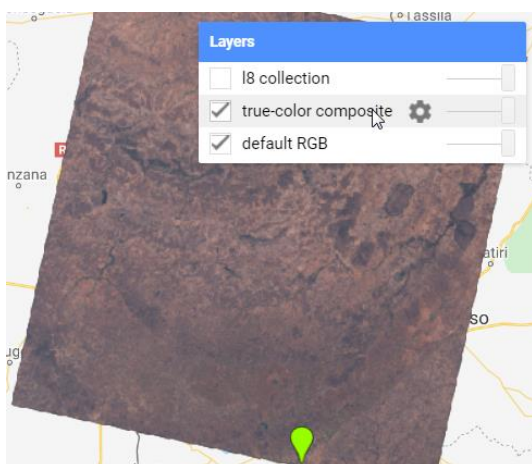 Tassila
Layers
l8 collection
true-color composite
default RGB
R
nzana
atiri
so